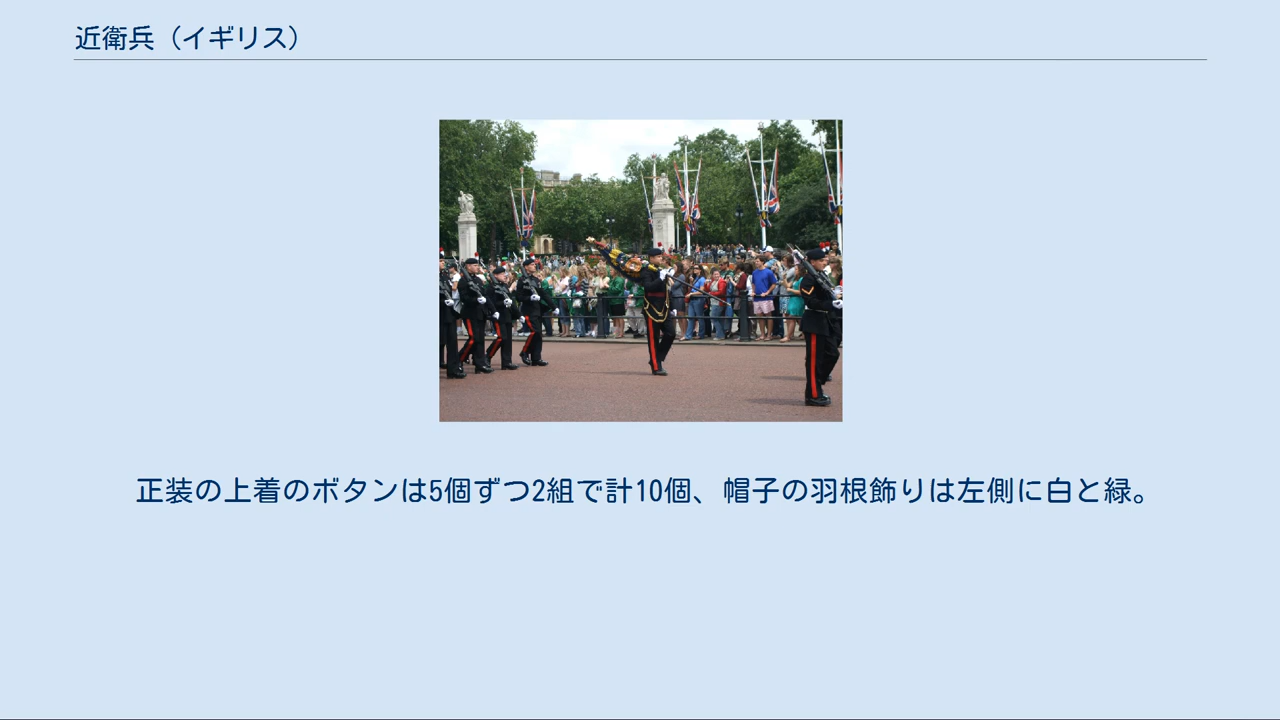 近衛兵（イギリス）
正装の上着のボタンは5個ずつ2組で計10個、帽子の羽根飾りは左側に白と緑。